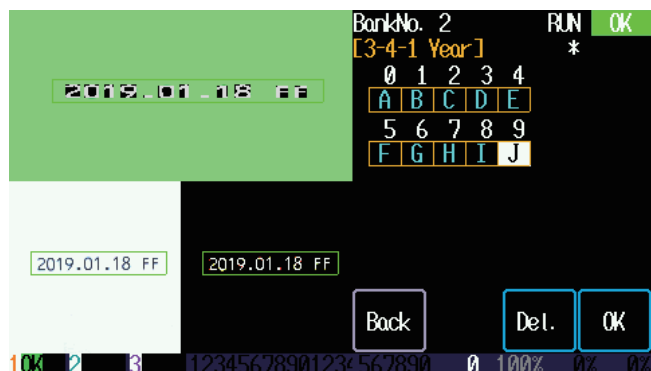 BankNo. 2 RUN OK
[3-4-1 Year] *
0 1 2 3 4
A B C D E
5 6 7 8 9
F G H I J
2019.01.18 FF
2019.01.18 FF
2019.01.18 FF
Back Del. OK
1OK 2 3 12345678901234567890 0 100% 0% 0%